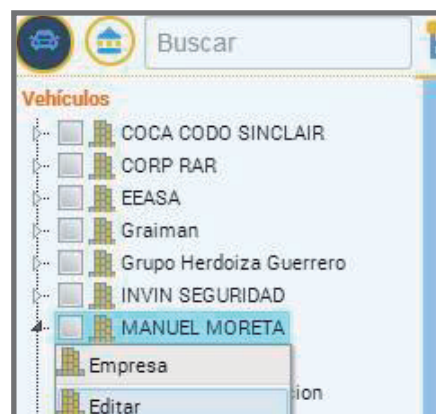 Buscar
Vehículos
COCA CODO SINCLAIR
CORP RAR
EEASA
Graiman
Grupo Herdoiza Guerrero
INVIN SEGURIDAD
MANUEL MORETA
Empresa
Editar